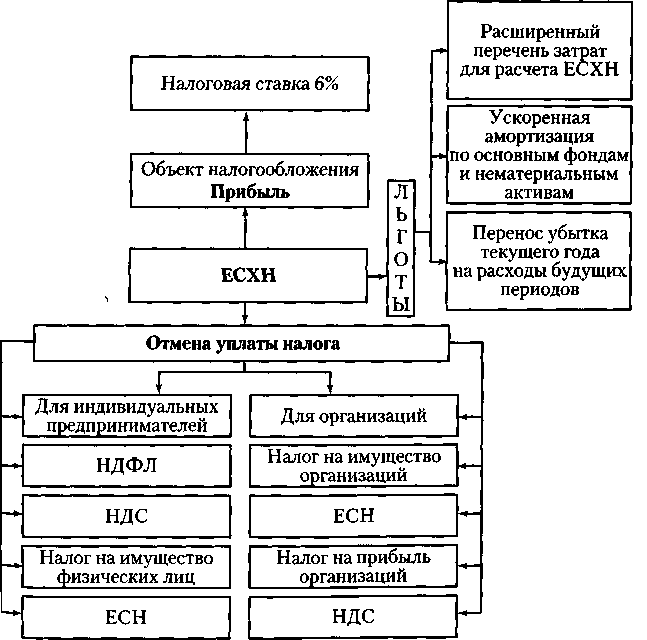 Расширенный
перечень затрат
для расчета ЕСХН
Налоговая ставка 6%
Ускоренная
амортизация
по основным фондам
и нематериальным
активам
Объект налогообложения
Прибыль
ЛЬГОТЫ
Перенос убытка
текущего года
на расходы будущих
периодов
ЕСХН
Отмена уплаты налога
Для индивидуальных
предпринимателей
Для организаций
НДФЛ
Налог на имущество
организаций
НДС
ЕСН
Налог на имущество
физических лиц
Налог на прибыль
организаций
ЕСН
НДС